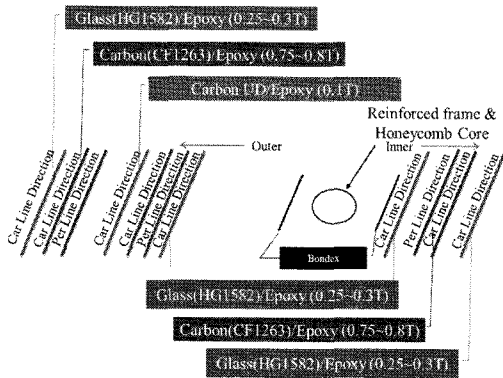 Glass(HG1582)/Epoxy (0.25~0.3T)
Carbon(CF1263)/Epoxy (0.75~0.8T)
Carbon UD/Epoxy (0.1T)
Reinforced frame &
Honeycomb Core
Outer
Inner
Car Line Direction
Car Line Direction
Per Line Direction
Car Line Direction
Car Line Direction
Per Line Direction
Car Line Direction
Car Line Direction
Per Line Direction
Car Line Direction
Car Line Direction
Bondex
Glass(HG1582)/Epoxy (0.25~0.3T)
Carbon(CF1263)/Epoxy (0.75~0.8T)
Glass(HG1582)/Epoxy (0.25~0.3T)